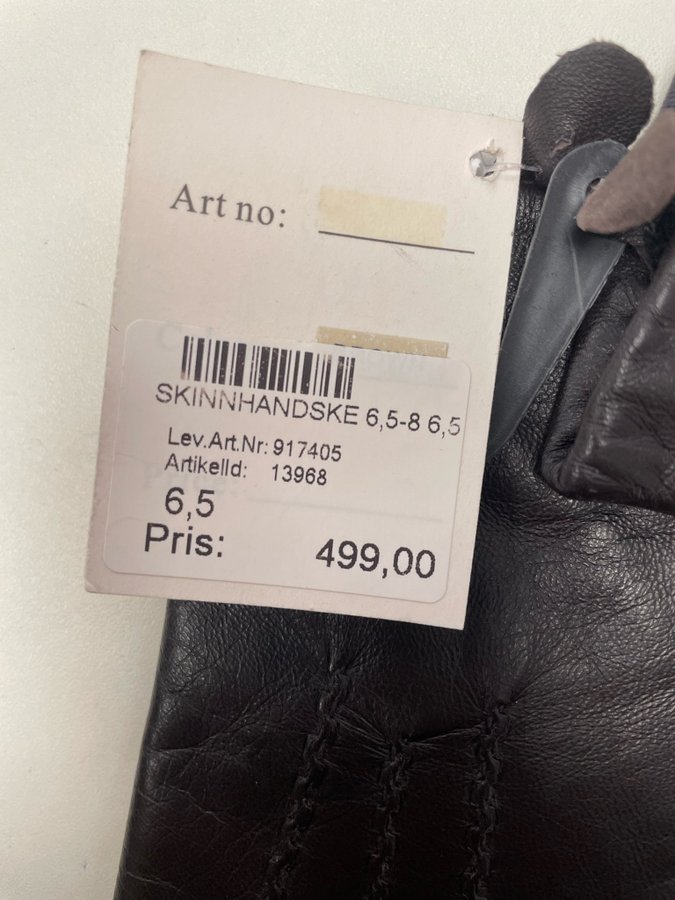 Art no:
SKINNHANDSKE 6,5-8 6,5
Lev.Art.Nr: 917405
ArtikelId: 13968
6,5
Pris: 499,00